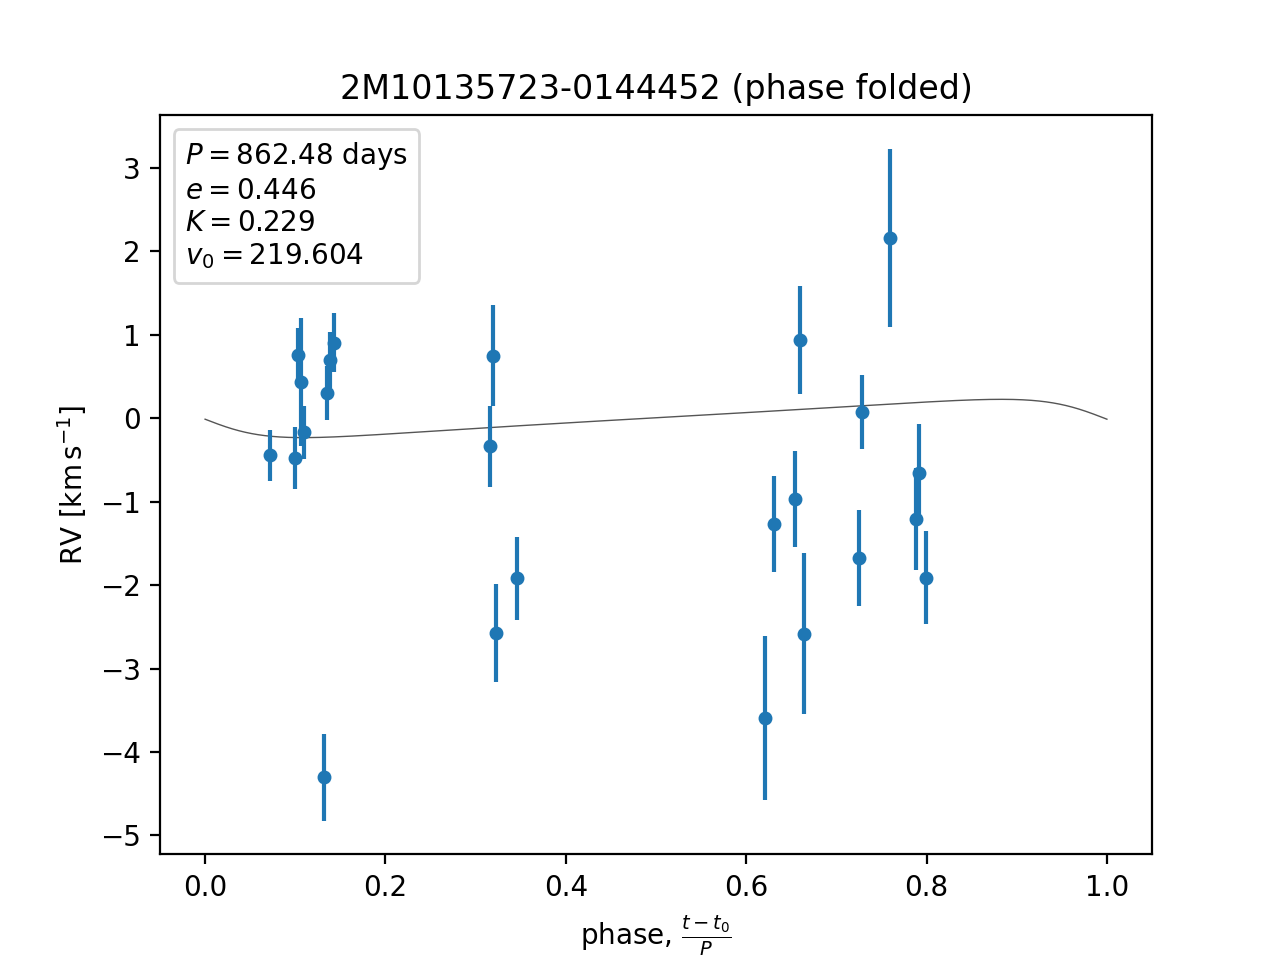 2M10135723-0144452 (phase folded)
P = 862.48 days
e = 0.446
K = 0.229
v₀ = 219.604
3
2
1
0
−1
−2
−3
−4
−5
RV [km s⁻¹]
0.0 0.2 0.4 0.6 0.8 1.0
phase, (t − t₀)/P